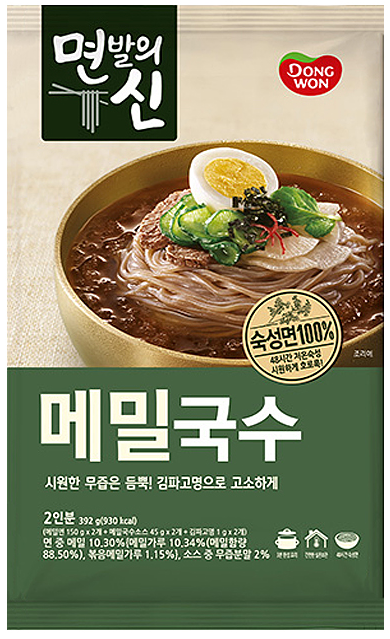 면발의
신
DONG
WON
숙성면100%
48시간 저온숙성
시원하게 호로록!
조리예
메밀국수
시원한 무즙은 듬뿍! 김파고명으로 고소하게
2인분 392 g(930 kcal)
(메밀면 150 g x 2개 + 메밀국수소스 45 g x 2개 + 김파고명 1 g x 2개)
면 중 메밀 10.30%(메밀가루 10.34%(메밀함량
88.50%), 볶음메밀가루 1.15%), 소스 중 무즙분말 2%